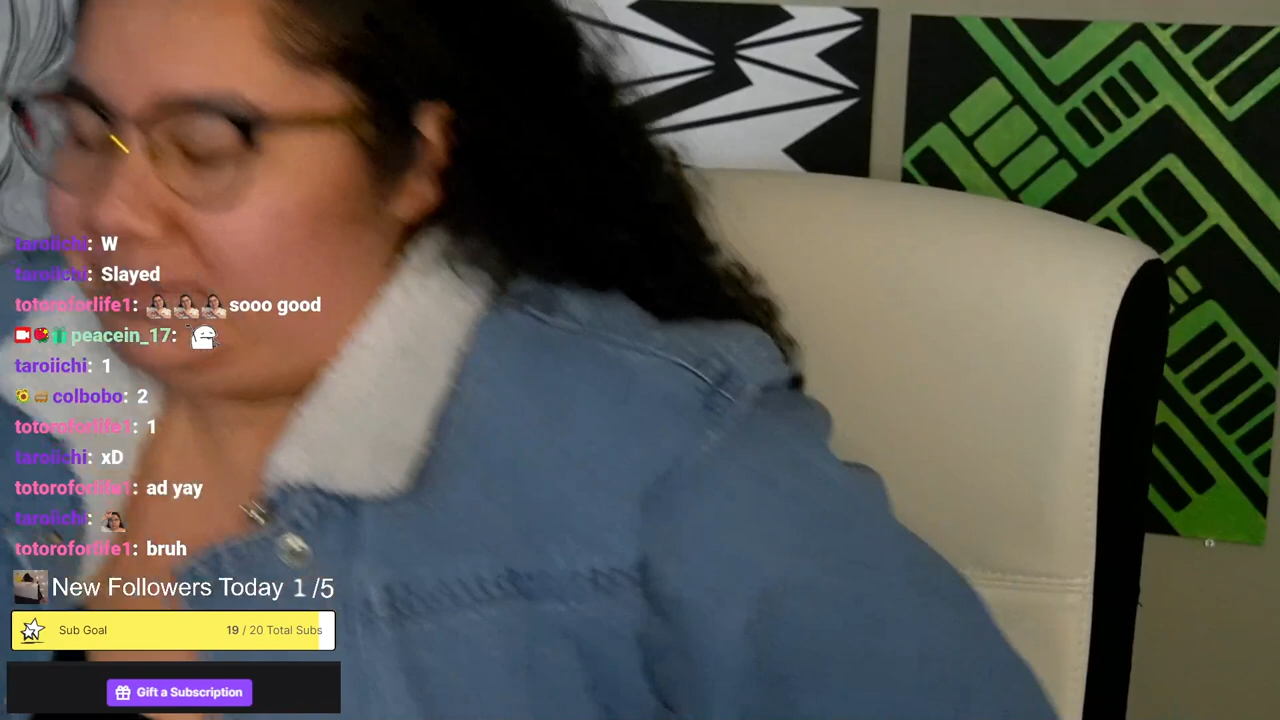 taroiichi: W
taroiichi: Slayed
totoroforlife1: sooo good
peacein_17:
taroiichi: 1
colbobo: 2
totoroforlife1: 1
taroiichi: xD
totoroforlife1: ad yay
taroiichi:
totoroforlife1: bruh
New Followers Today 1 /5
Sub Goal 19 / 20 Total Subs
Gift a Subscription